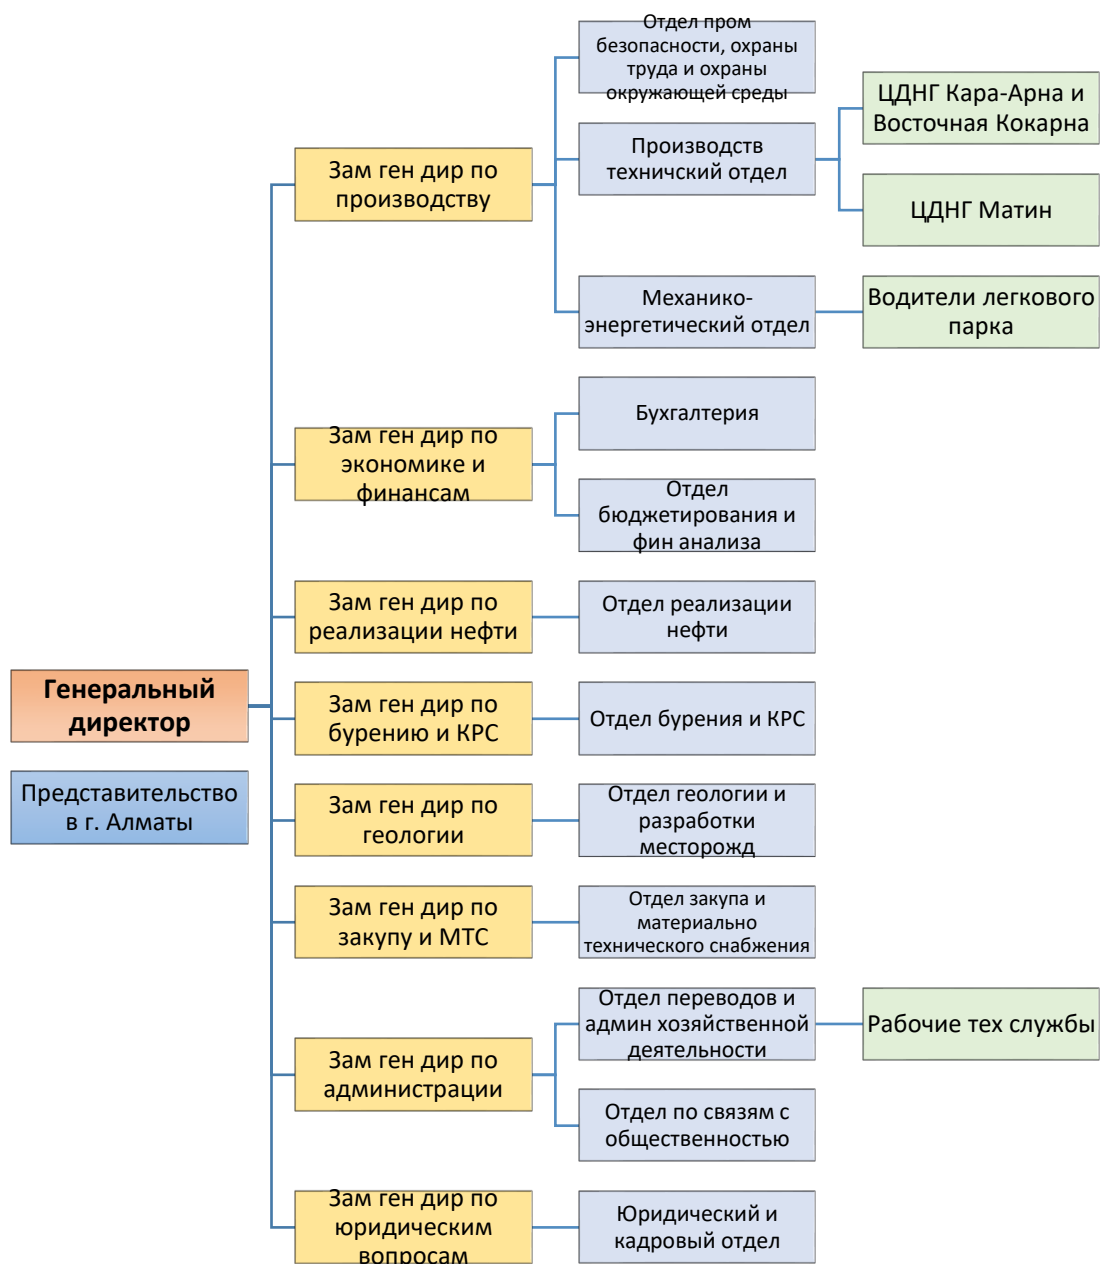 Отдел пром
безопасности, охраны
труда и охраны
окружающей среды
ЦДНГ Кара-Арна и
Восточная Кокарна
Производств
техничский отдел
Зам ген дир по
производству
ЦДНГ Матин
Механико-
энергетический отдел
Водители легкового
парка
Бухгалтерия
Зам ген дир по
экономике и
финансам
Отдел
бюджетирования и
фин анализа
Зам ген дир по
реализации нефти
Отдел реализации
нефти
Генеральный
директор
Зам ген дир по
бурению и КРС
Отдел бурения и КРС
Представительство
в г. Алматы
Зам ген дир по
геологии
Отдел геологии и
разработки
месторожд
Зам ген дир по
закупу и МТС
Отдел закупа и
материально
технического снабжения
Отдел переводов и
админ хозяйственной
деятельности
Рабочие тех службы
Зам ген дир по
администрации
Отдел по связям с
общественностью
Зам ген дир по
юридическим
вопросам
Юридический и
кадровый отдел